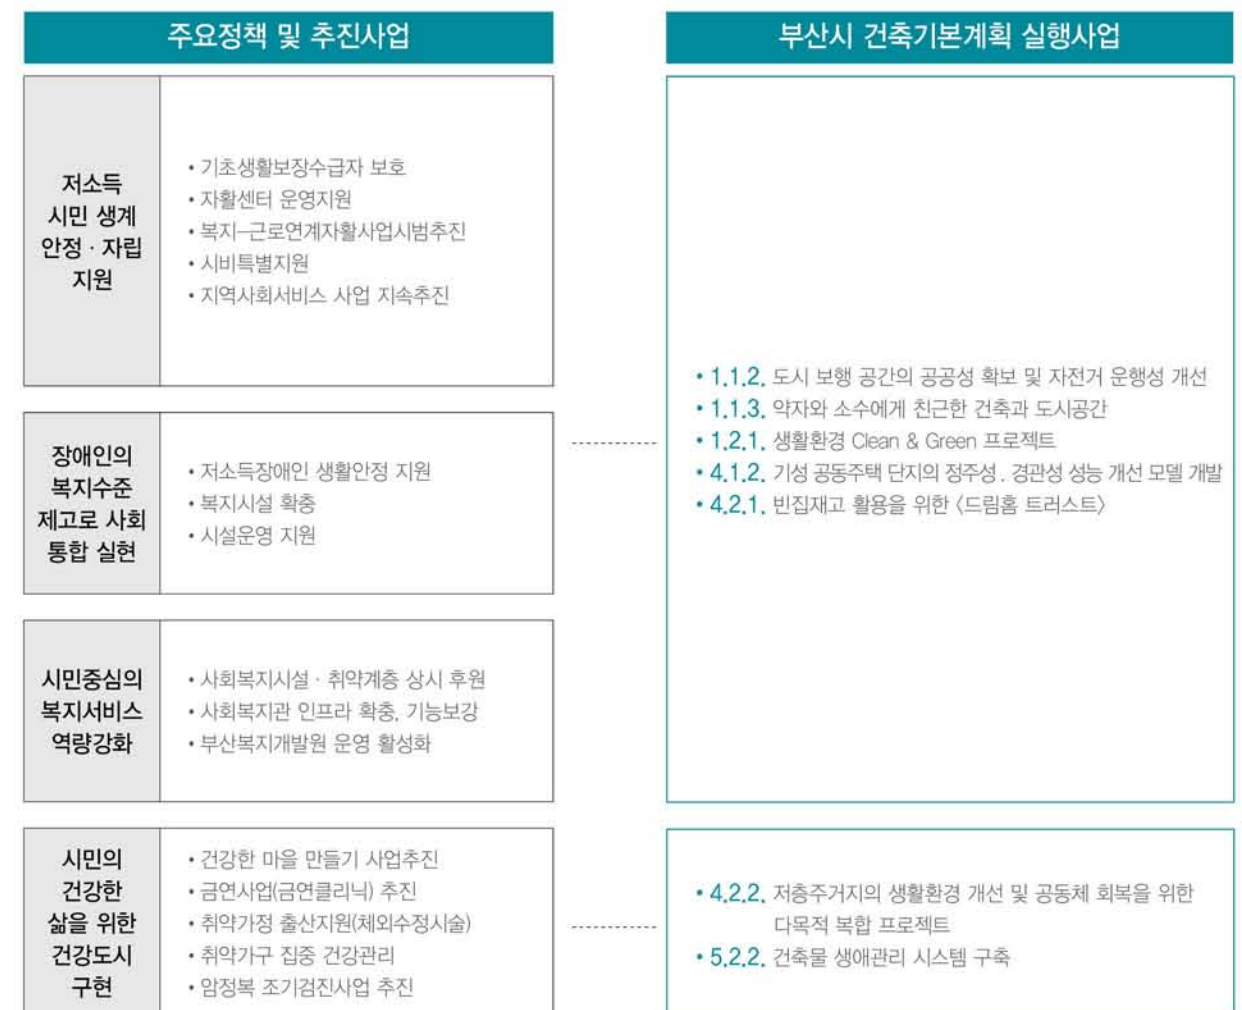 주요정책 및 추진사업
부산시 건축기본계획 실행사업
저소득
시민 생계
안정 · 자립
지원
• 기초생활보장수급자 보호
• 자활센터 운영지원
• 복지–근로연계자활사업시범추진
• 시비특별지원
• 지역사회서비스 사업 지속추진
장애인의
복지수준
제고로 사회
통합 실현
• 저소득장애인 생활안정 지원
• 복지시설 확충
• 시설운영 지원
시민중심의
복지서비스
역량강화
• 사회복지시설 · 취약계층 상시 후원
• 사회복지관 인프라 확충, 기능보강
• 부산복지개발원 운영 활성화
• 1.1.2. 도시 보행 공간의 공공성 확보 및 자전거 운행성 개선
• 1.1.3. 약자와 소수에게 친근한 건축과 도시공간
• 1.2.1. 생활환경 Clean & Green 프로젝트
• 4.1.2. 기성 공동주택 단지의 정주성 . 경관성 성능 개선 모델 개발
• 4.2.1. 빈집재고 활용을 위한 〈드림홈 트러스트〉
시민의
건강한
삶을 위한
건강도시
구현
• 건강한 마을 만들기 사업추진
• 금연사업(금연클리닉) 추진
• 취약가정 출산지원(체외수정시술)
• 취약가구 집중 건강관리
• 암정복 조기검진사업 추진
• 4.2.2. 저층주거지의 생활환경 개선 및 공동체 회복을 위한
다목적 복합 프로젝트
• 5.2.2. 건축물 생애관리 시스템 구축